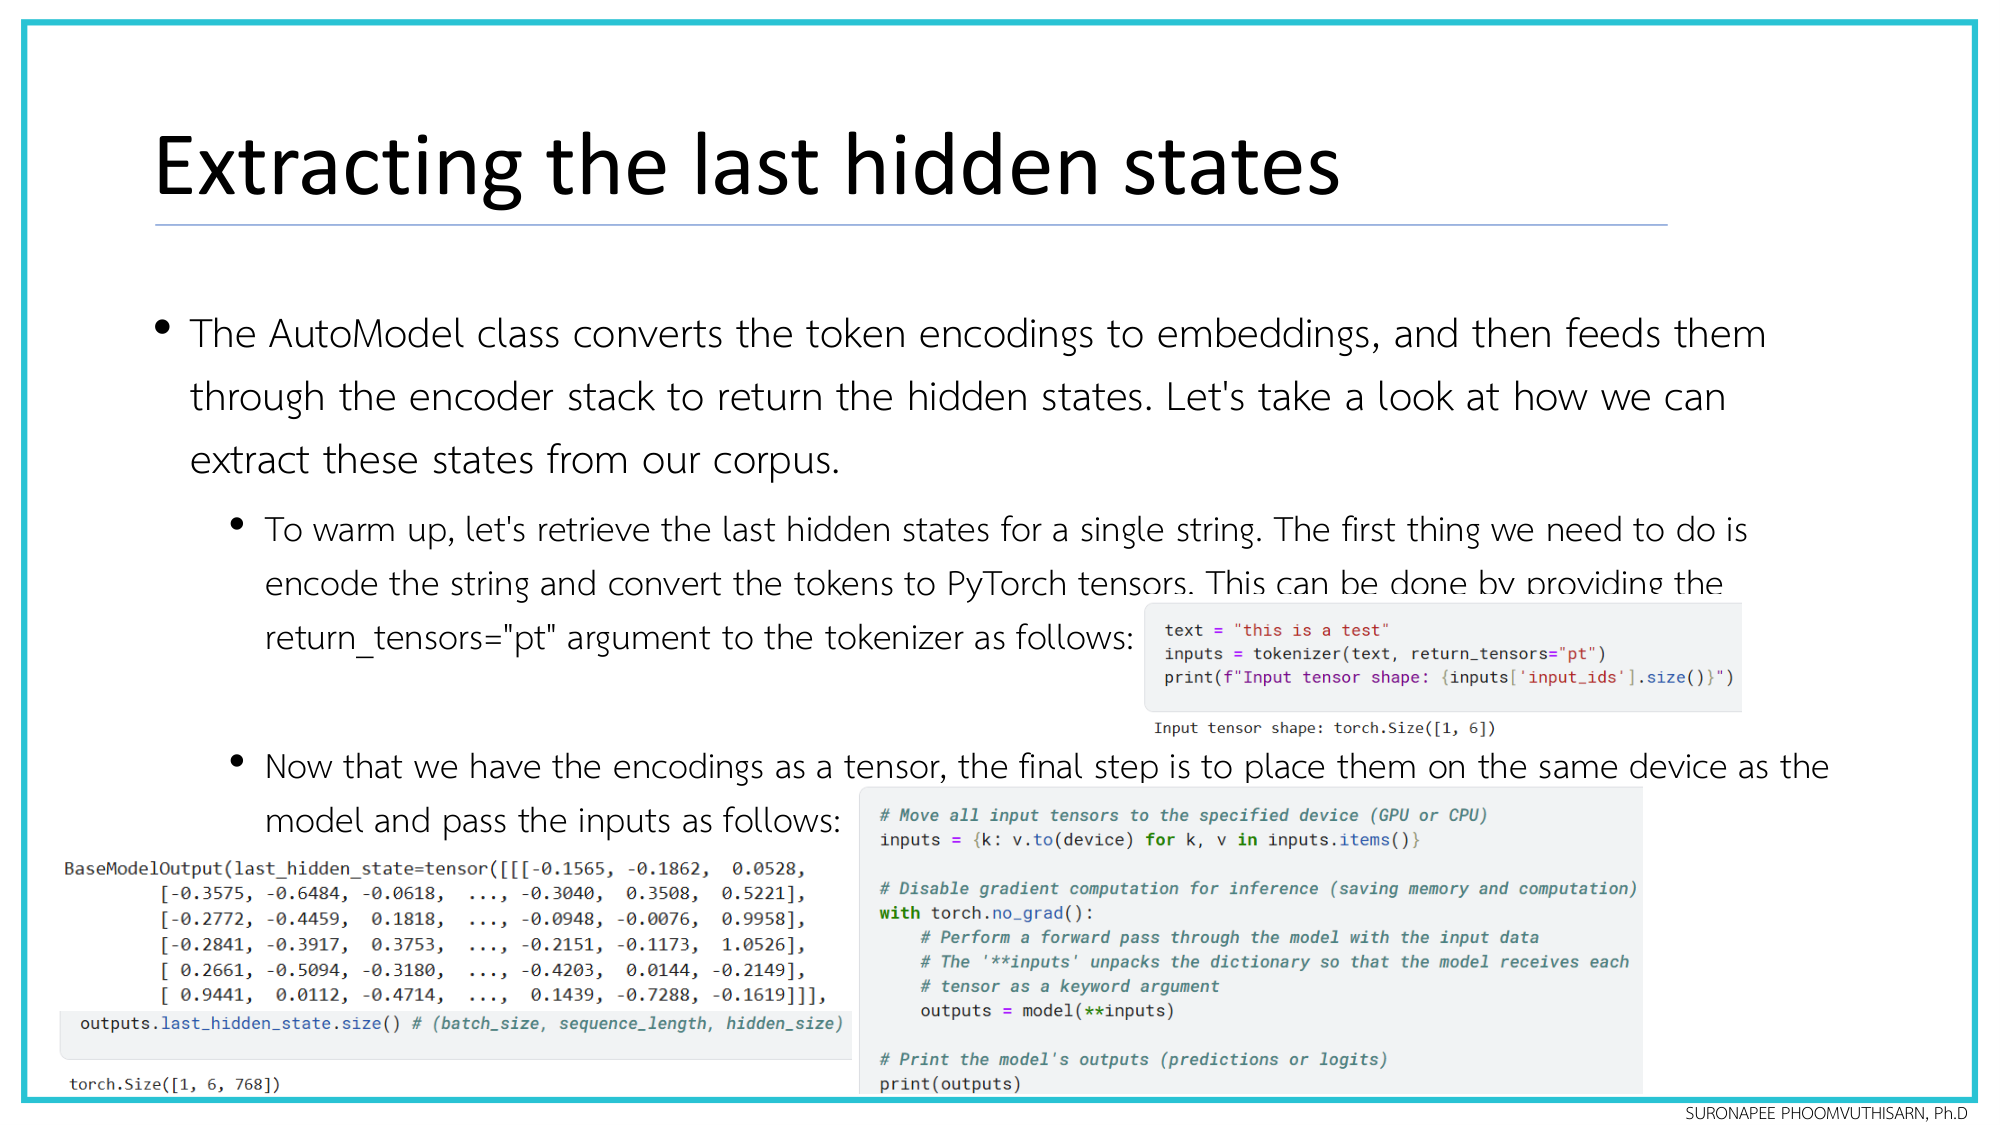 Extracting the last hidden states
• The AutoModel class converts the token encodings to embeddings, and then feeds them
through the encoder stack to return the hidden states. Let's take a look at how we can
extract these states from our corpus.
• To warm up, let's retrieve the last hidden states for a single string. The first thing we need to do is
encode the string and convert the tokens to PyTorch tensors. This can be done by providing the
return_tensors="pt" argument to the tokenizer as follows:
text = "this is a test"
inputs = tokenizer(text, return_tensors="pt")
print(f"Input tensor shape: {inputs['input_ids'].size()}")
Input tensor shape: torch.Size([1, 6])
• Now that we have the encodings as a tensor, the final step is to place them on the same device as the
model and pass the inputs as follows:
# Move all input tensors to the specified device (GPU or CPU)
inputs = {k: v.to(device) for k, v in inputs.items()}
# Disable gradient computation for inference (saving memory and computation)
with torch.no_grad():
# Perform a forward pass through the model with the input data
# The '**inputs' unpacks the dictionary so that the model receives each
# tensor as a keyword argument
outputs = model(**inputs)
# Print the model's outputs (predictions or logits)
print(outputs)
BaseModelOutput(last_hidden_state=tensor([[[-0.1565, -0.1862, 0.0528,
[-0.3575, -0.6484, -0.0618, ..., -0.3040, 0.3508, 0.5221],
[-0.2772, -0.4459, 0.1818, ..., -0.0948, -0.0076, 0.9958],
[-0.2841, -0.3917, 0.3753, ..., -0.2151, -0.1173, 1.0526],
[ 0.2661, -0.5094, -0.3180, ..., -0.4203, 0.0144, -0.2149],
[ 0.9441, 0.0112, -0.4714, ..., 0.1439, -0.7288, -0.1619]]],
outputs.last_hidden_state.size() # (batch_size, sequence_length, hidden_size)
torch.Size([1, 6, 768])
SURONAPEE PHOOMVUTHISARN, Ph.D